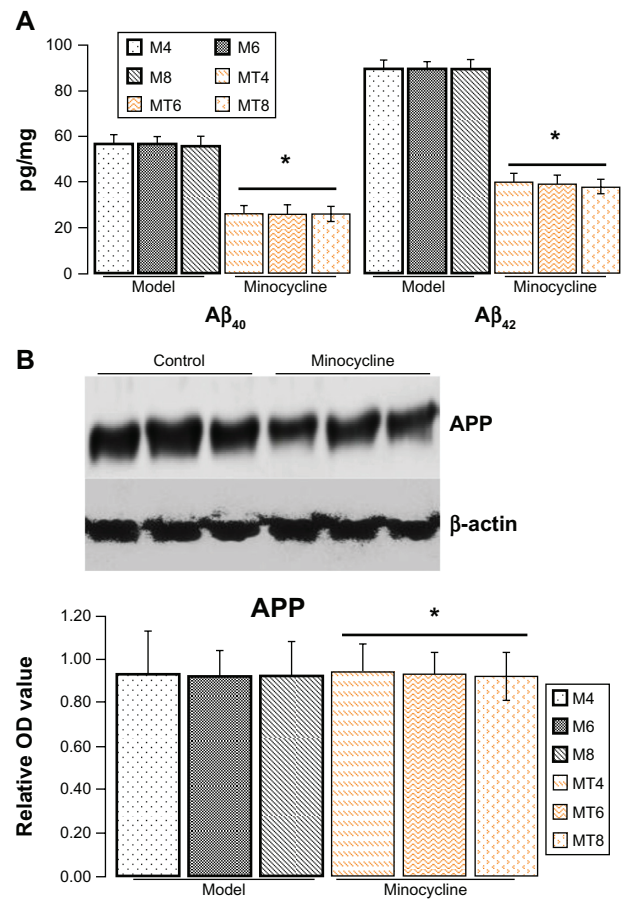 A
100
80
60
40
20
0
pg/mg
M4 M6
M8 MT4
MT6 MT8
*
*
Model Minocycline Model Minocycline
Aβ40 Aβ42
B
Control Minocycline
APP
β-actin
APP
1.20
1.00
0.80
0.60
0.40
0.20
0.00
Relative OD value
*
M4
M6
M8
MT4
MT6
MT8
Model Minocycline